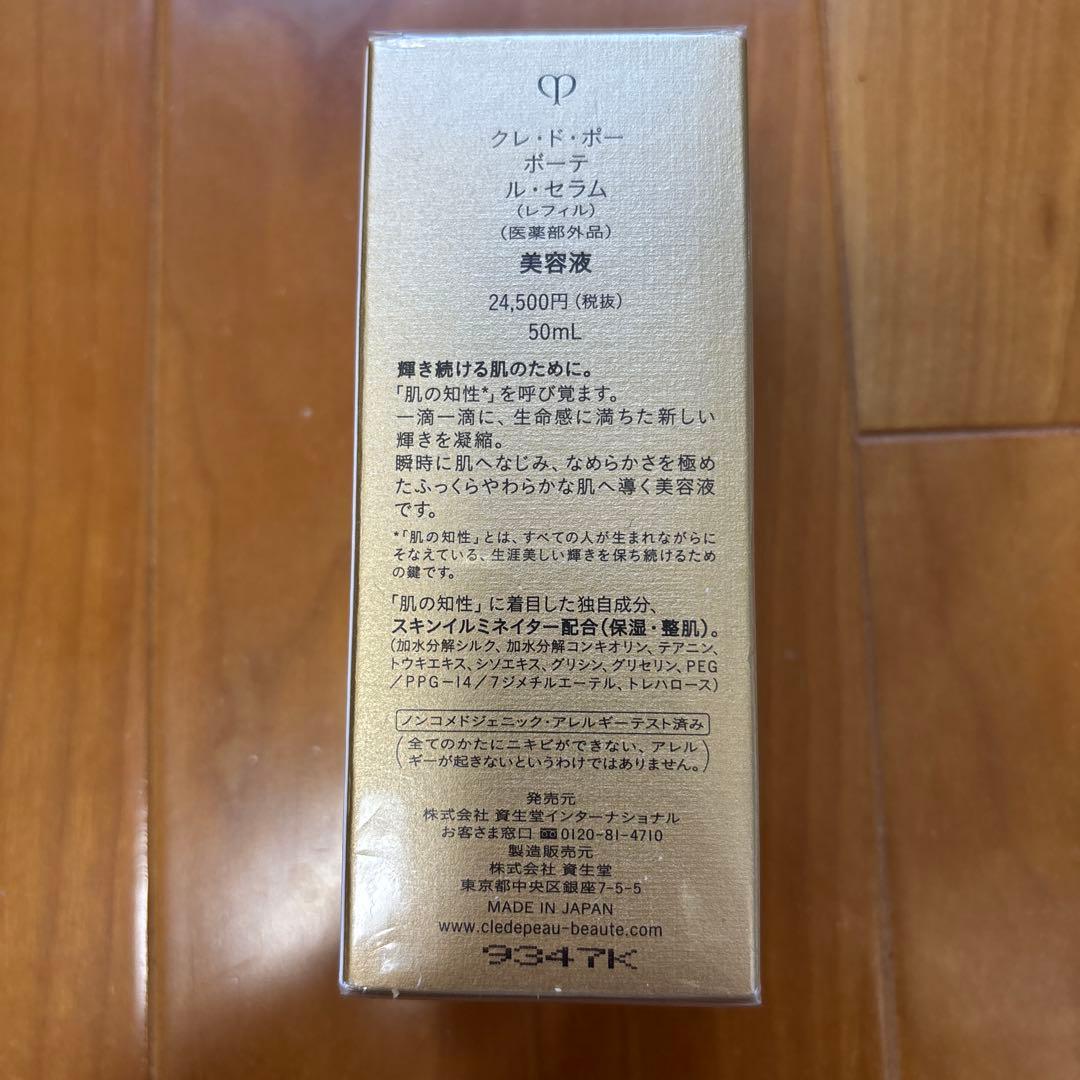 クレ・ド・ポー
ボーテ
ル・セラム
(レフィル)
(医薬部外品)
美容液
24,500円(税抜)
50mL
輝き続ける肌のために。
「肌の知性*」を呼び覚ます。
一滴一滴に、生命感に満ちた新しい
輝きを凝縮。
瞬時に肌へなじみ、なめらかさを極め
たふっくらやわらかな肌へ導く美容液
です。
*「肌の知性」とは、すべての人が生まれながらに
そなえている、生涯美しい輝きを保ち続けるため
の鍵です。
「肌の知性」に着目した独自成分、
スキンイルミネイター配合(保湿・整肌)。
(加水分解シルク、加水分解コンキオリン、テアニン、
トウキエキス、シソエキス、グリシン、グリセリン、PEG
/PPG-14/7ジメチルエーテル、トレハロース)
ノンコメドジェニック・アレルギーテスト済み
(全てのかたにニキビができない、アレル
ギーが起きないというわけではありません。)
発売元
株式会社 資生堂インターナショナル
お客さま窓口 0120-81-4710
製造販売元
株式会社 資生堂
東京都中央区銀座7-5-5
MADE IN JAPAN
www.cledepeau-beaute.com
9347K